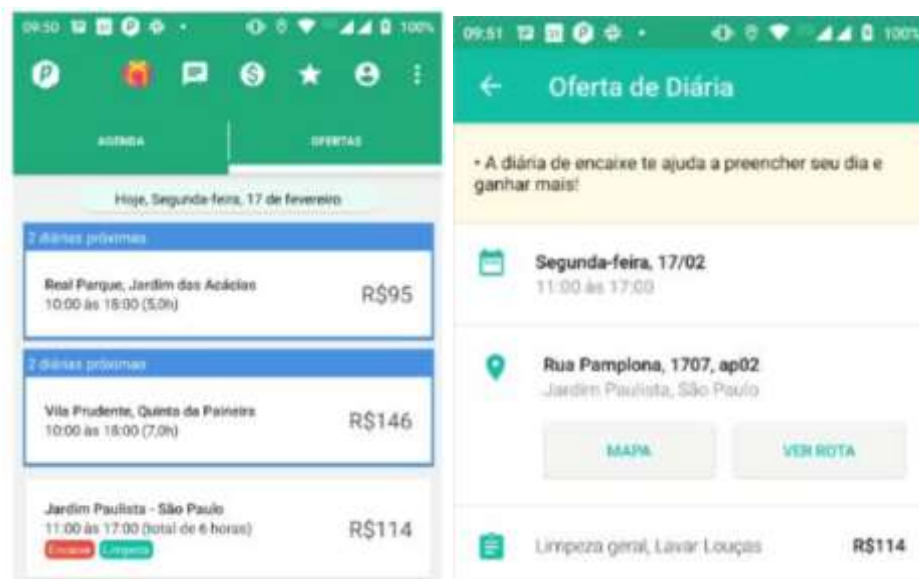 09:50
100%
AGENDA
OFERTAS
Hoje, Segunda-feira, 17 de fevereiro
2 diárias próximas
Real Parque, Jardim das Acácias
10:00 às 15:00 (5,0h)
R$95
2 diárias próximas
Vila Prudente, Quinta da Paineira
10:00 às 18:00 (7,0h)
R$146
Jardim Paulista - São Paulo
11:00 às 17:00 (total de 6 horas)
R$114
Encaixe
Limpeza
09:51
100%
Oferta de Diária
• A diária de encaixe te ajuda a preencher seu dia e
ganhar mais!
Segunda-feira, 17/02
11:00 às 17:00
Rua Pamplona, 1707, ap02
Jardim Paulista, São Paulo
MAPA
VER ROTA
Limpeza geral, Lavar Louças
R$114